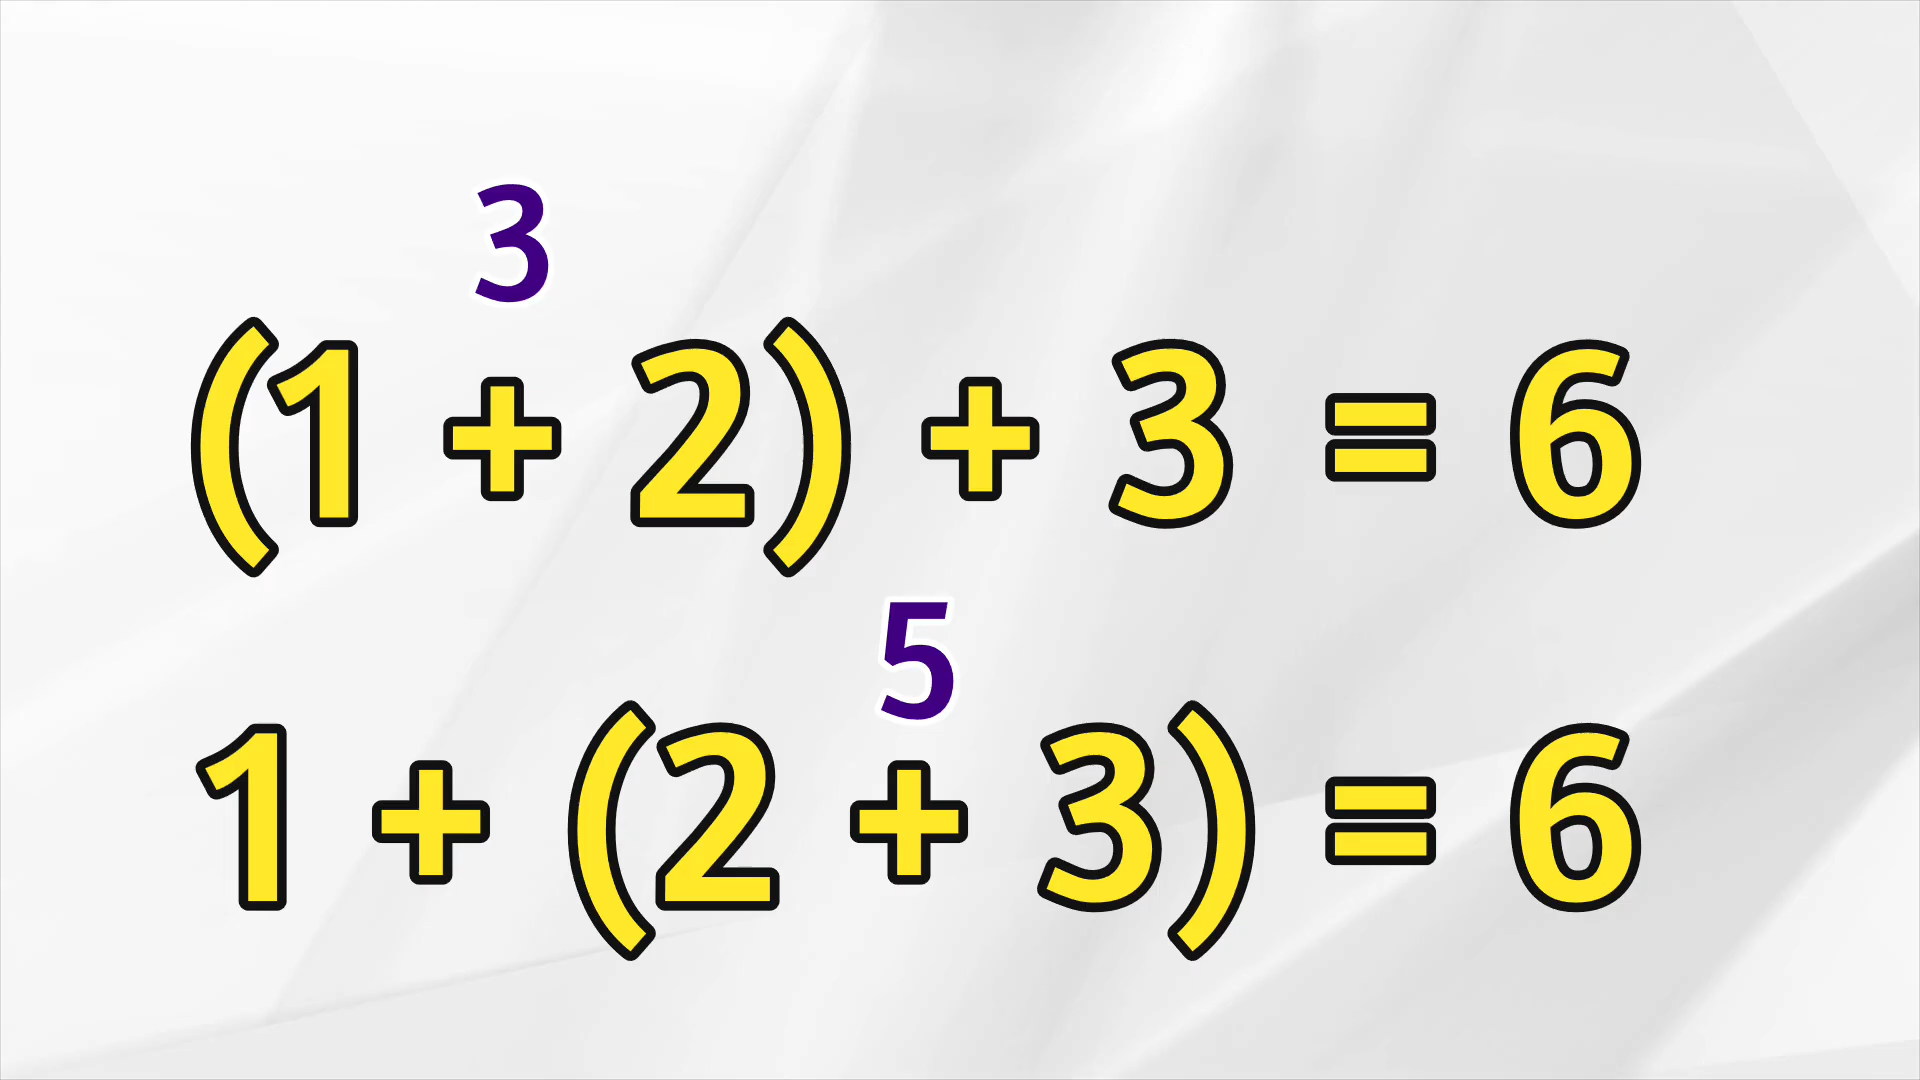 3
(1 + 2) + 3 = 6
5
1 + (2 + 3) = 6